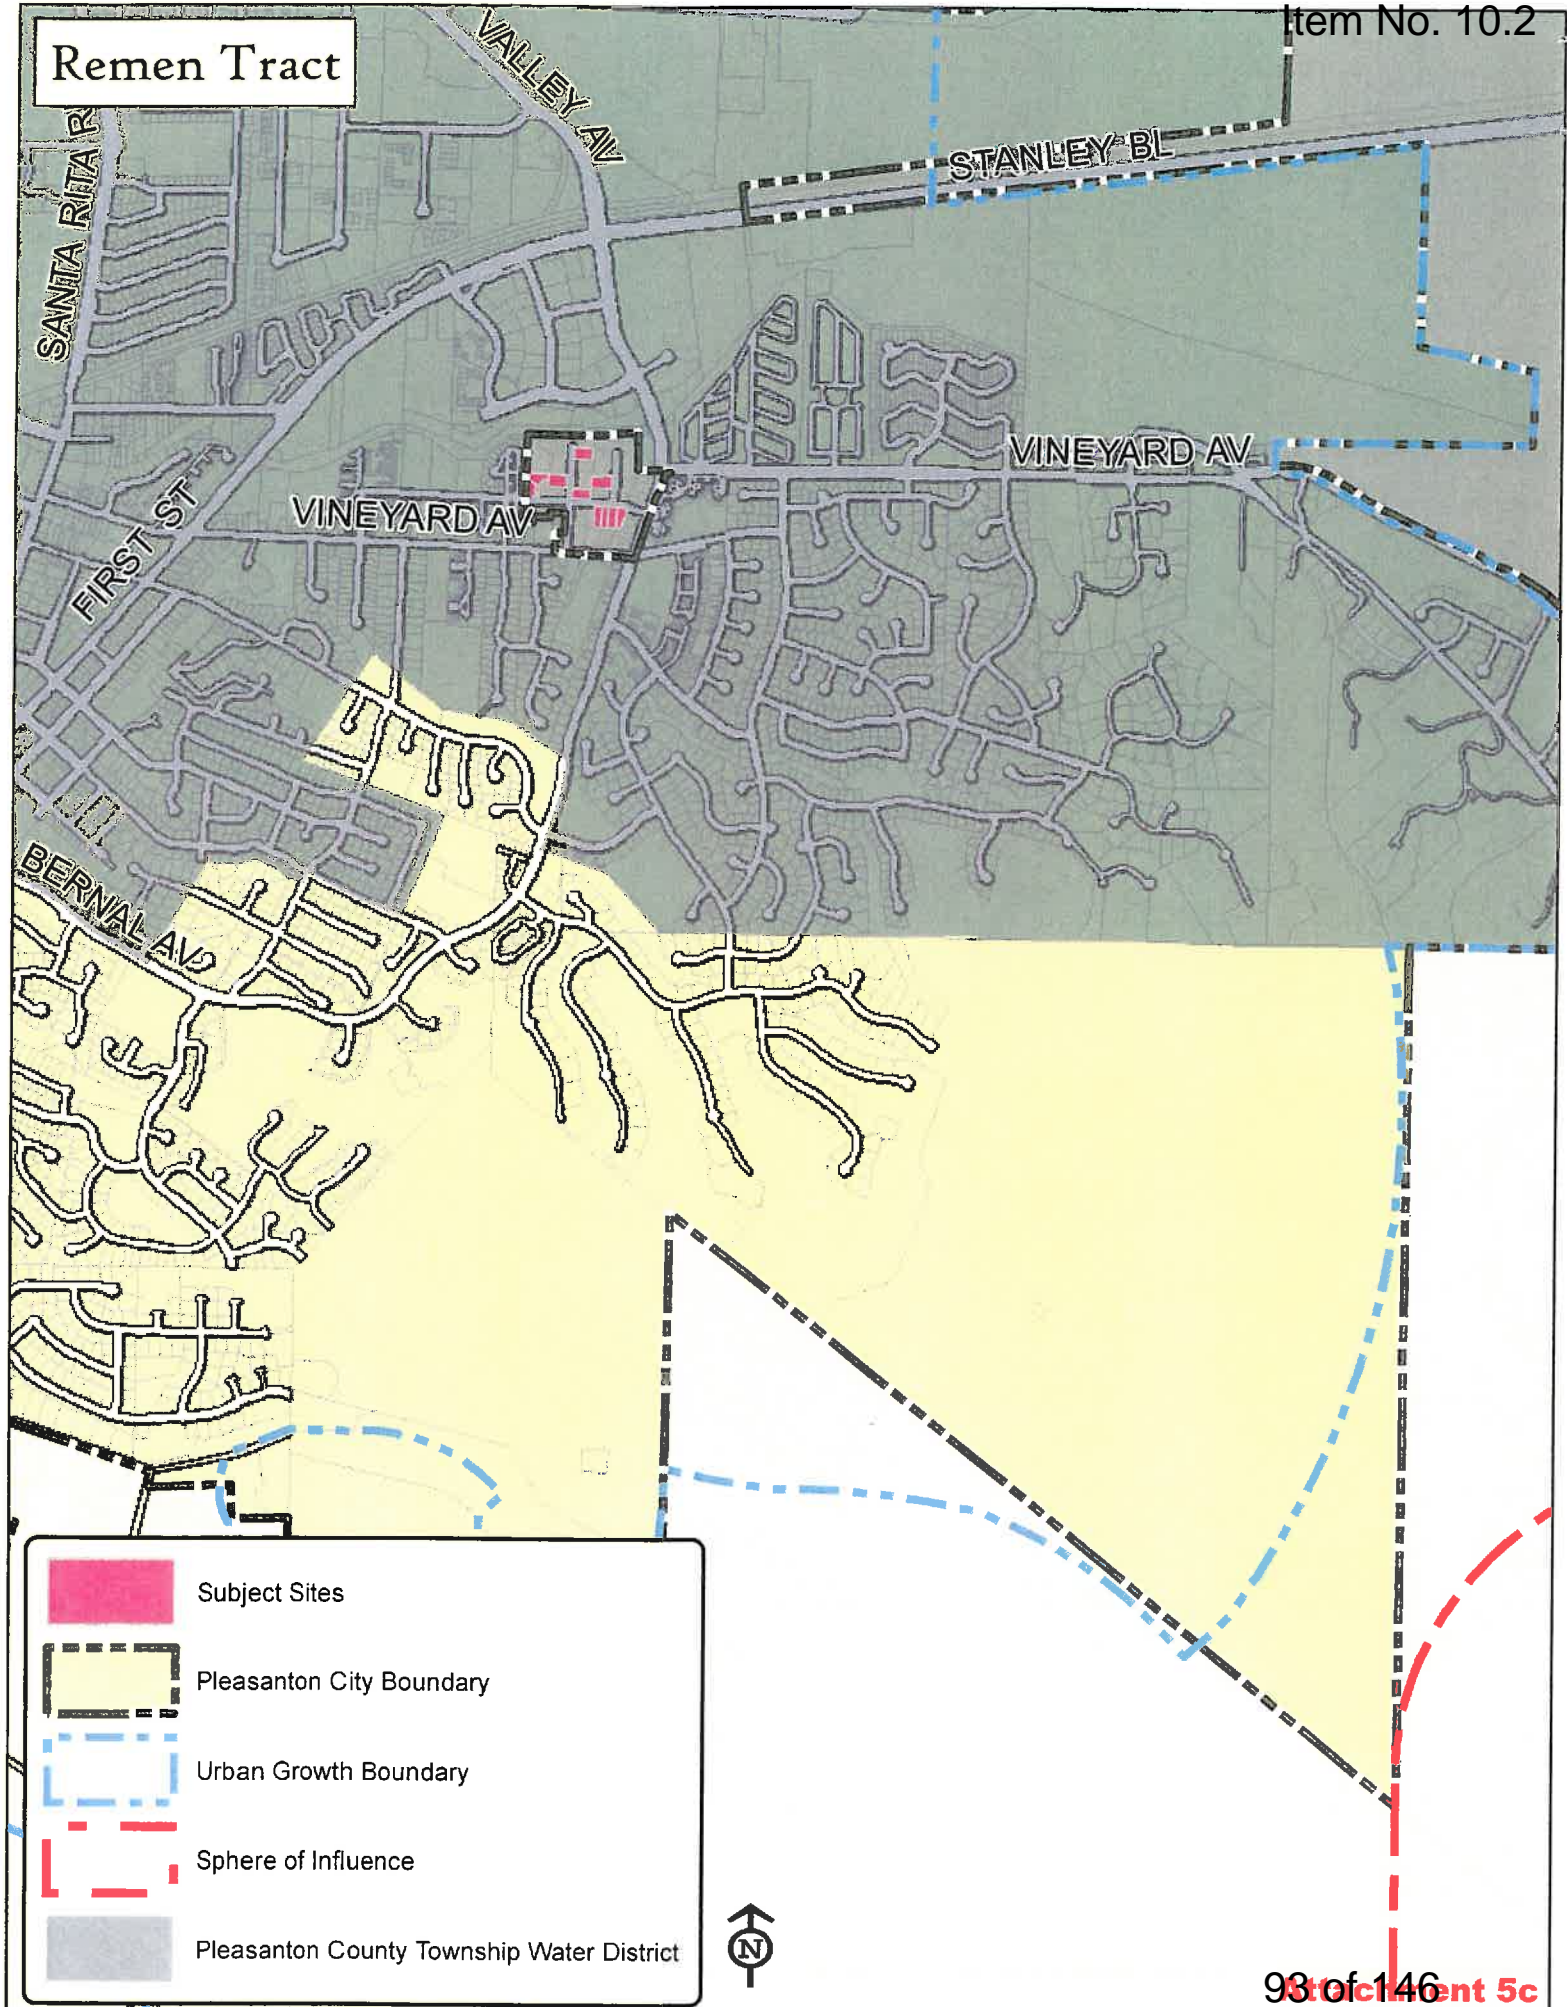 Item No. 10.2
Remen Tract
VALLEY AV
SANTA RITA R
STANLEY BL
VINEYARD AV
VINEYARD AV
FIRST ST
BERNAL AV
Subject Sites
Pleasanton City Boundary
Urban Growth Boundary
Sphere of Influence
Pleasanton County Township Water District
N
93 of 146
Attachment 5c